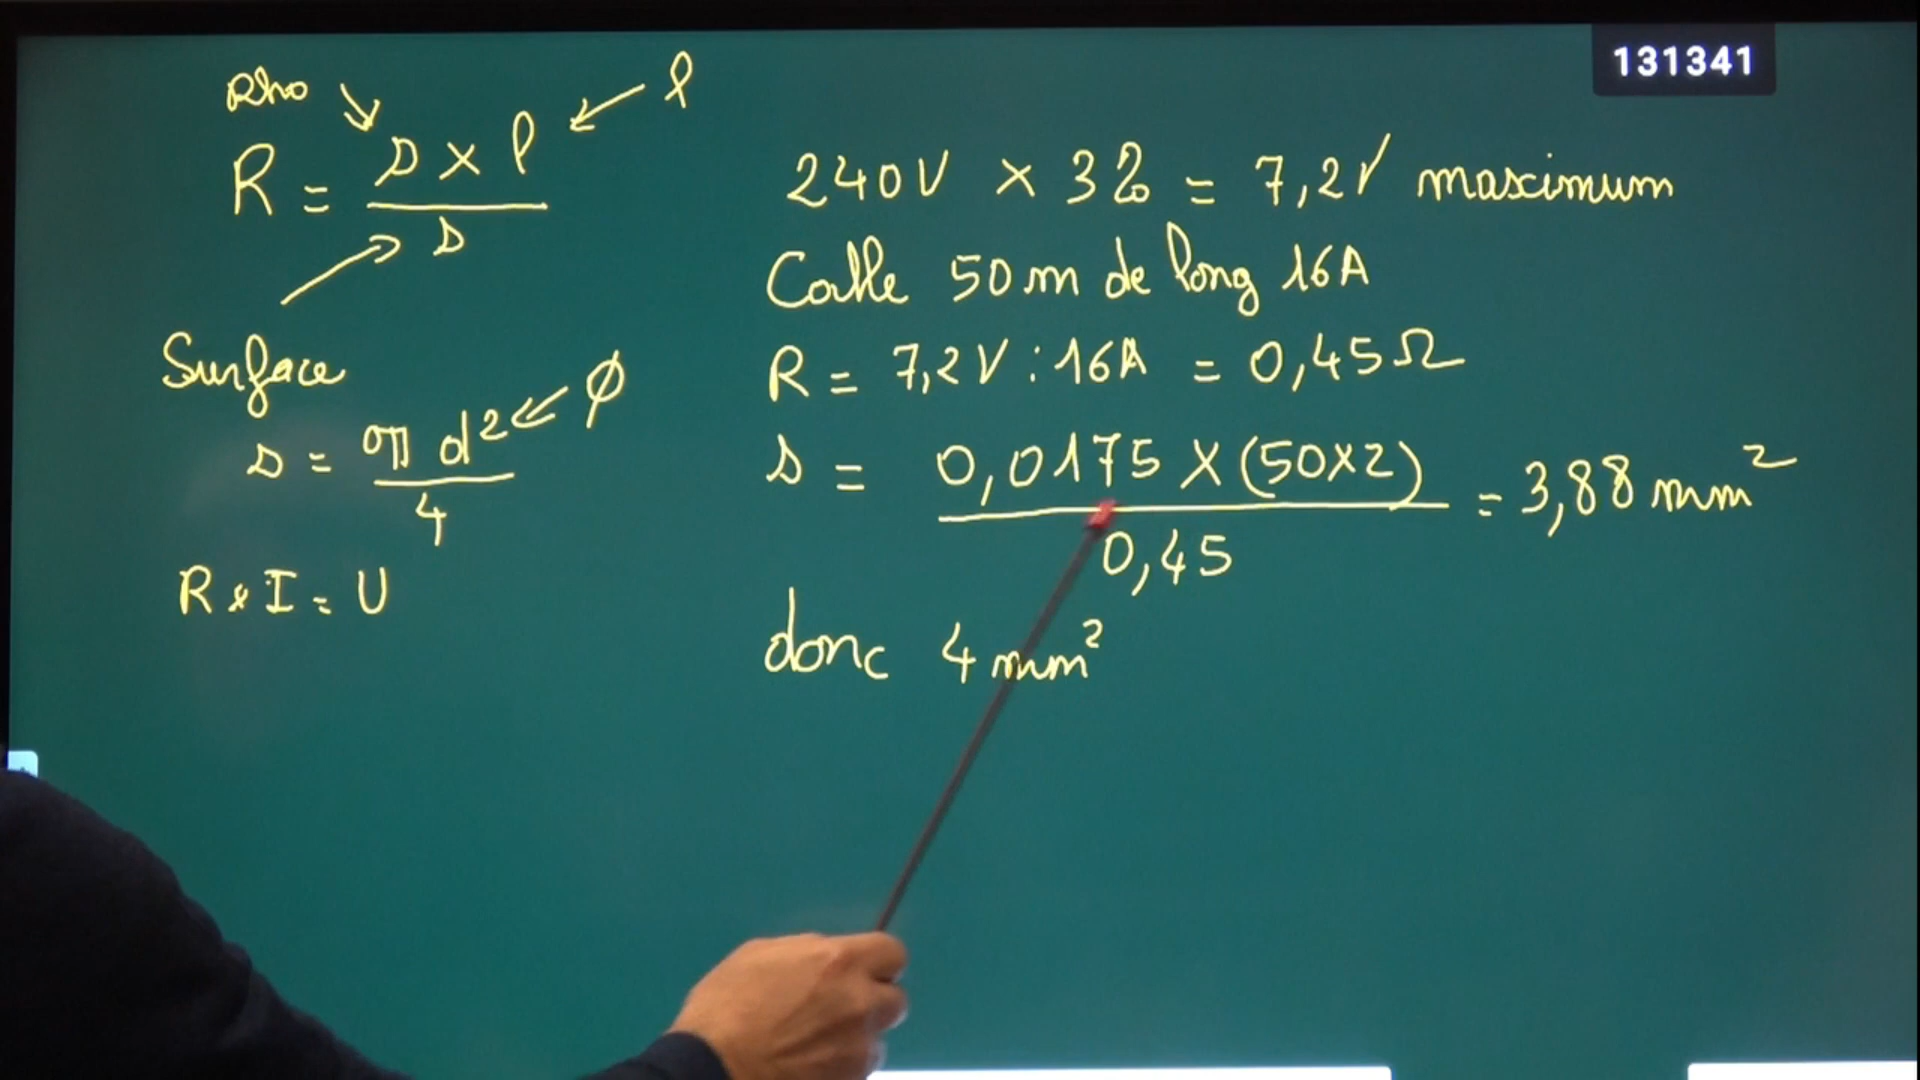 131341
Rho ↘ ↙ l
R = ρ x l
s
Surface
s = π d² ↙ ø
4
R x I = U
240V x 3% = 7,2V maximum
Cable 50m de long 16A
R = 7,2V : 16A = 0,45Ω
s = 0,0175 X (50x2) = 3,88 mm²
0,45
donc 4 mm²